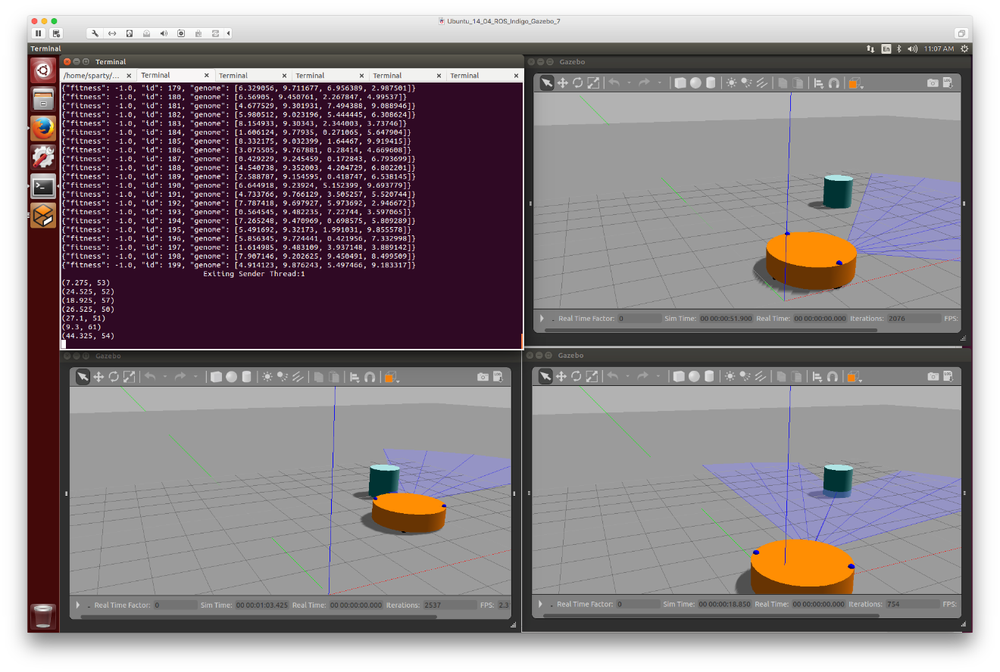 Ubuntu_14_04_ROS_Indigo_Gazebo_7
Terminal
En
11:07 AM
Terminal
/home/sparty/... × Terminal × Terminal × Terminal × Terminal × Terminal ×
{"fitness": -1.0, "id": 179, "genome": [6.329056, 9.711677, 6.956389, 2.987501]}
{"fitness": -1.0, "id": 180, "genome": [6.56905, 9.450761, 2.267847, 4.99537]}
{"fitness": -1.0, "id": 181, "genome": [4.677529, 9.301931, 7.494388, 9.088946]}
{"fitness": -1.0, "id": 182, "genome": [5.980512, 9.023196, 5.444445, 6.308624]}
{"fitness": -1.0, "id": 183, "genome": [8.154933, 9.30343, 2.344003, 3.73746]}
{"fitness": -1.0, "id": 184, "genome": [1.606124, 9.77935, 0.271065, 5.647904]}
{"fitness": -1.0, "id": 185, "genome": [8.332175, 9.032399, 1.64467, 9.919415]}
{"fitness": -1.0, "id": 186, "genome": [3.075505, 9.767881, 0.28414, 4.669608]}
{"fitness": -1.0, "id": 187, "genome": [0.429229, 9.245459, 0.172843, 6.793699]}
{"fitness": -1.0, "id": 188, "genome": [4.540738, 9.352003, 4.204729, 6.802201]}
{"fitness": -1.0, "id": 189, "genome": [2.588787, 9.154595, 0.418747, 6.538145]}
{"fitness": -1.0, "id": 190, "genome": [6.644918, 9.23924, 5.152399, 9.693779]}
{"fitness": -1.0, "id": 191, "genome": [4.733766, 9.766129, 3.505257, 5.520744]}
{"fitness": -1.0, "id": 192, "genome": [7.787418, 9.697927, 5.973692, 2.946672]}
{"fitness": -1.0, "id": 193, "genome": [0.564545, 9.482235, 7.22744, 3.597065]}
{"fitness": -1.0, "id": 194, "genome": [7.265248, 9.470969, 0.698575, 5.809289]}
{"fitness": -1.0, "id": 195, "genome": [5.491692, 9.32173, 1.991031, 9.855578]}
{"fitness": -1.0, "id": 196, "genome": [5.856345, 9.724441, 0.421956, 7.332998]}
{"fitness": -1.0, "id": 197, "genome": [1.614985, 9.483109, 3.937148, 3.889142]}
{"fitness": -1.0, "id": 198, "genome": [7.907146, 9.202625, 9.450491, 8.499509]}
{"fitness": -1.0, "id": 199, "genome": [4.914123, 9.876243, 5.497466, 9.183317]}
Exiting Sender Thread:1
(7.275, 53)
(24.525, 52)
(18.925, 57)
(26.525, 50)
(27.1, 51)
(9.3, 61)
(44.325, 54)
Gazebo
LOG
Real Time Factor: 0 Sim Time: 00 00:00:51.900 Real Time: 00 00:00:00.000 Iterations: 2076 FPS:
Gazebo
LOG
Real Time Factor: 0 Sim Time: 00 00:01:03.425 Real Time: 00 00:00:00.000 Iterations: 2537 FPS: 2.3
Gazebo
LOG
Real Time Factor: 0 Sim Time: 00 00:00:18.850 Real Time: 00 00:00:00.000 Iterations: 754 FPS: